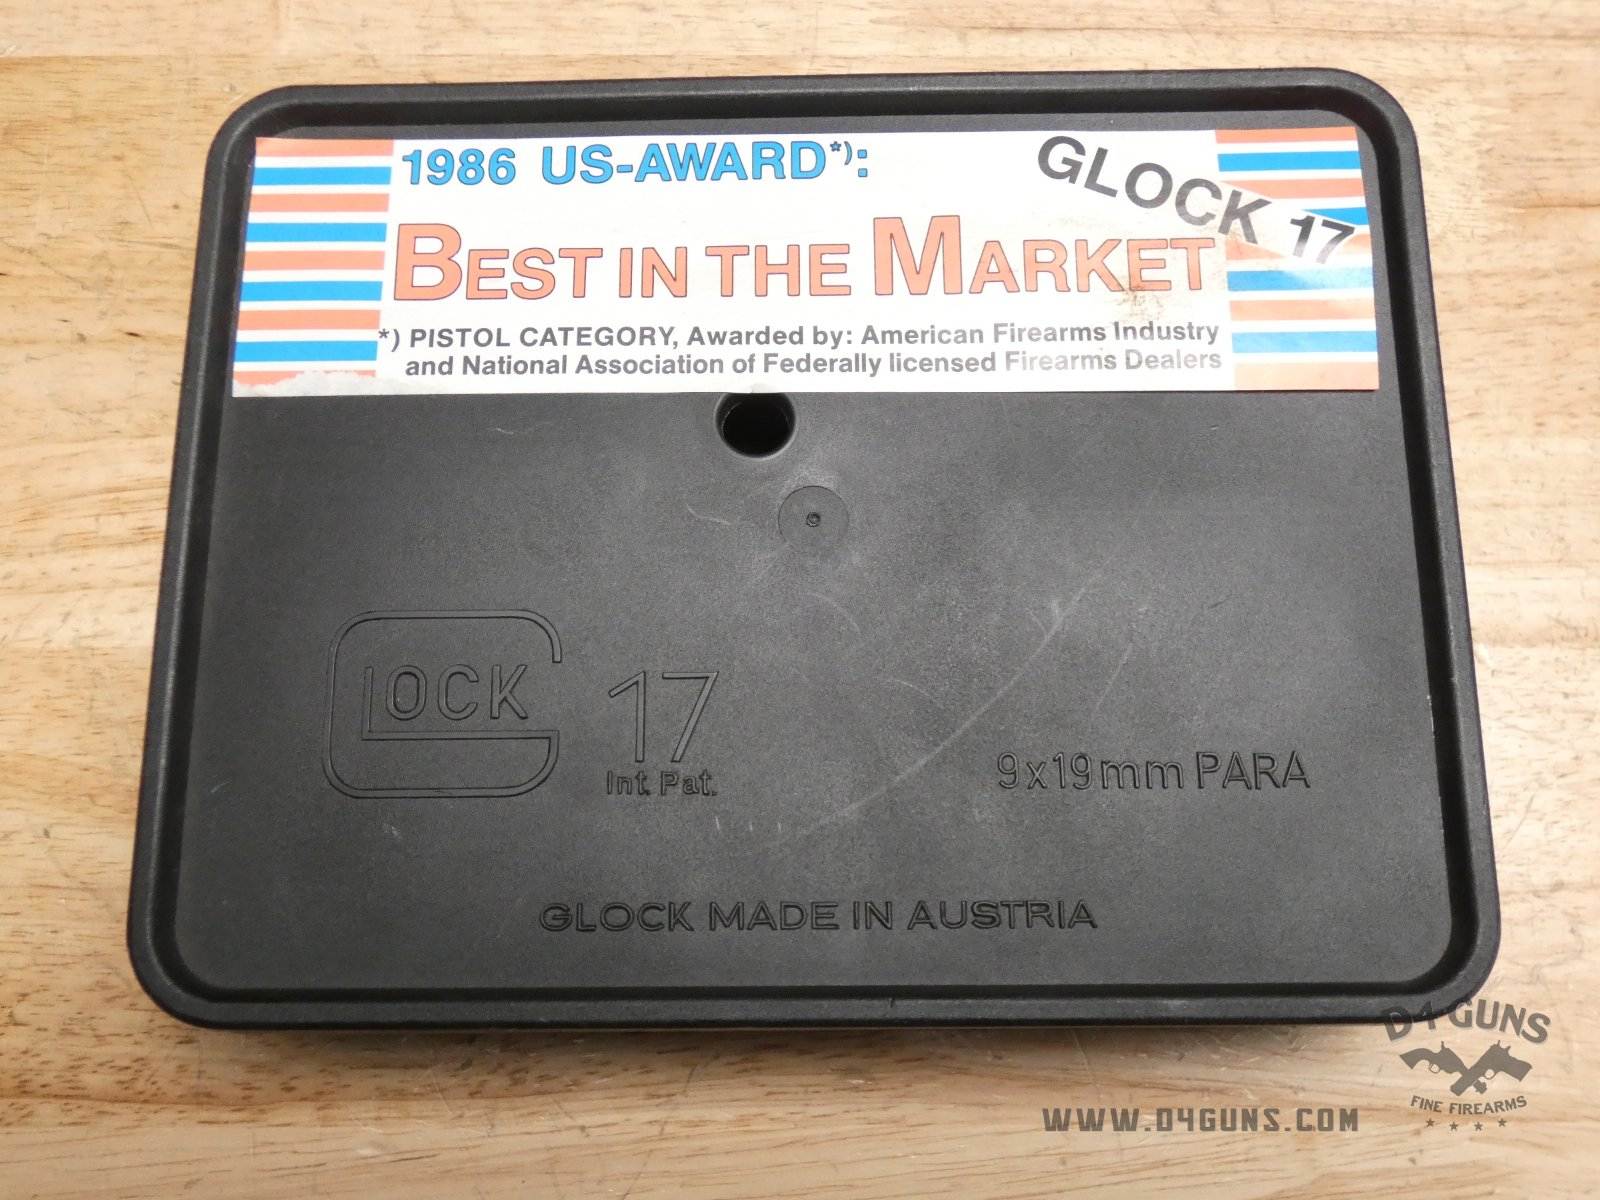 1986 US-AWARD*):
GLOCK 17
BEST IN THE MARKET
*) PISTOL CATEGORY, Awarded by: American Firearms Industry
and National Association of Federally licensed Firearms Dealers
GLOCK
17
Int. Pat.
9x19mm PARA
GLOCK MADE IN AUSTRIA
D4 GUNS
FINE FIREARMS
WWW.D4GUNS.COM